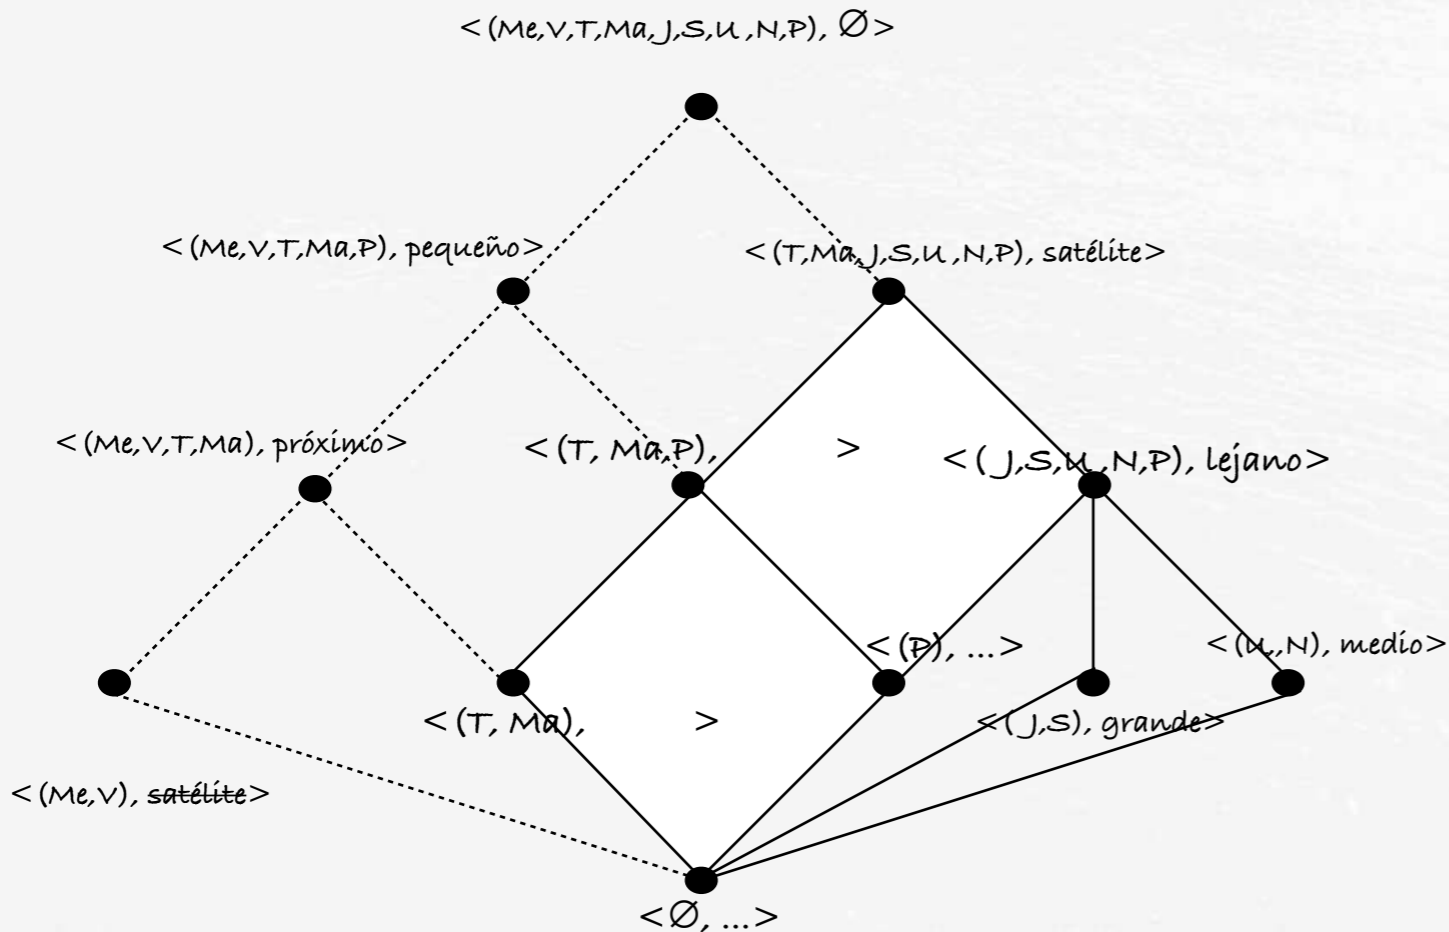 <(Me,V,T,Ma,J,S,U,N,P), Ø>
<(Me,V,T,Ma,P), pequeño>
<(T,Ma,J,S,U,N,P), satélite>
<(Me,V,T,Ma), próximo>
<(T, Ma,P), >
<(J,S,U,N,P), lejano>
<(P), ...>
<(U,N), medio>
<(T, Ma), >
<(J,S), grande>
<(Me,V), satélite>
<Ø, ...>